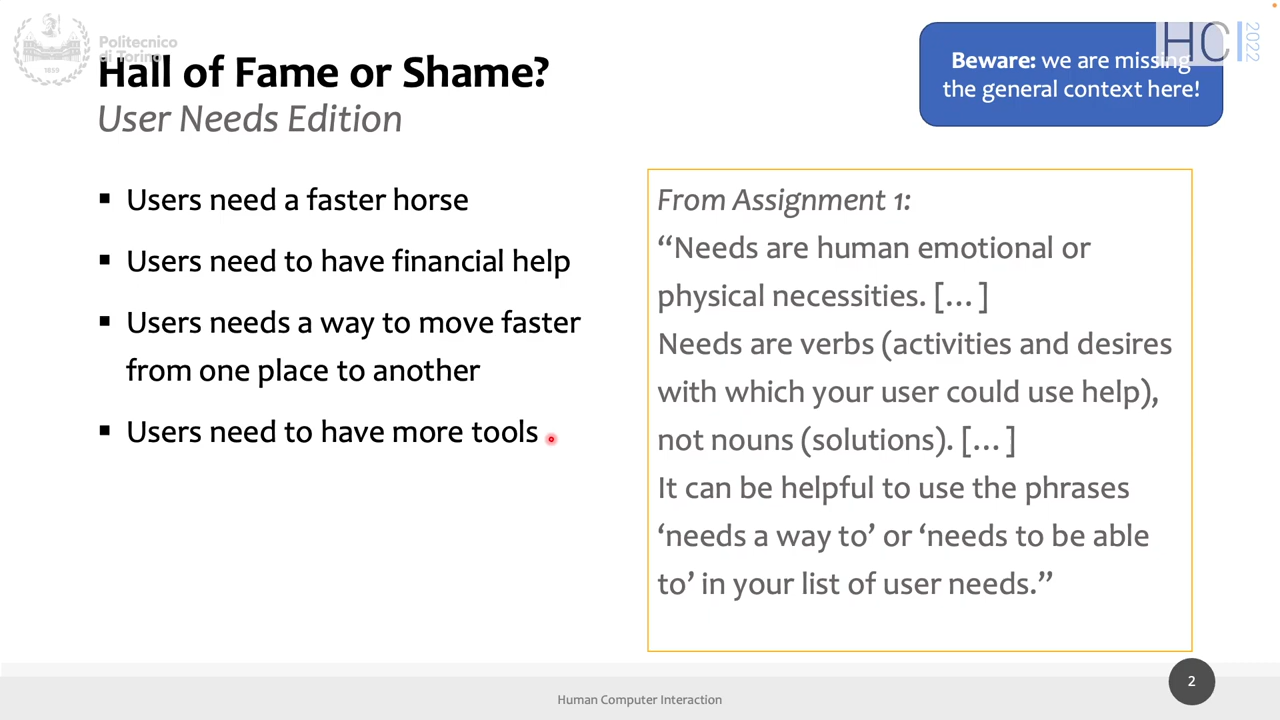 Politecnico
di Torino
1859
Hall of Fame or Shame?
User Needs Edition
Beware: we are missing
the general context here!
HCI
2022
▪ Users need a faster horse
▪ Users need to have financial help
▪ Users needs a way to move faster
from one place to another
▪ Users need to have more tools
From Assignment 1:
“Needs are human emotional or
physical necessities. […]
Needs are verbs (activities and desires
with which your user could use help),
not nouns (solutions). […]
It can be helpful to use the phrases
‘needs a way to’ or ‘needs to be able
to’ in your list of user needs.”
Human Computer Interaction
2